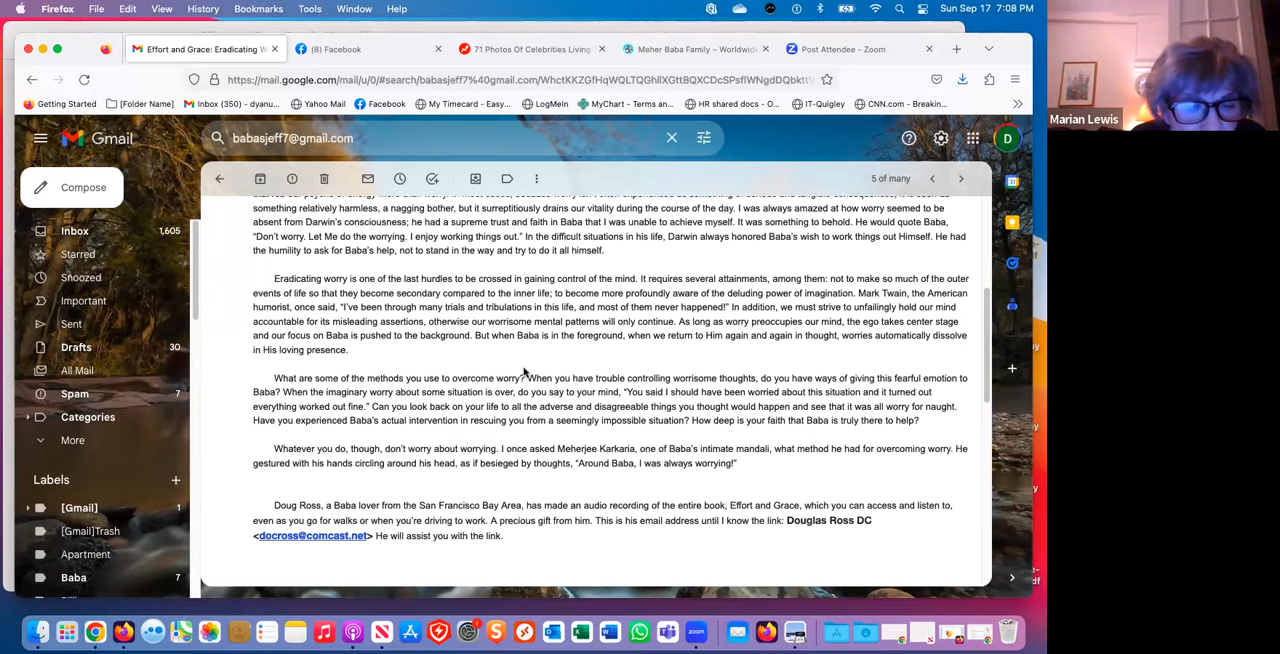 Firefox File Edit View History Bookmarks Tools Window Help Sun Sep 17 7:08 PM
Effort and Grace: Eradicating W (8) Facebook 71 Photos Of Celebrities Living Meher Baba Family – Worldwide Post Attendee - Zoom
https://mail.google.com/mail/u/0/#search/babasjeff7%40gmail.com/
Getting Started [Folder Name] Inbox (350) - dyanu... Yahoo Mail Facebook My Timecard - Easy... LogMeIn MyChart - Terms an... HR shared docs - O... IT-Quigley CNN.com - Breakin...
Marian Lewis
Gmail babasjeff7@gmail.com D
Compose
5 of many
Inbox 1,605
Starred
Snoozed
Important
Sent
Drafts 30
All Mail
Spam 7
Categories
More
Labels
[Gmail] 1
[Gmail]Trash
Apartment
Baba 7
something relatively harmless, a nagging bother, but it surreptitiously drains our vitality during the course of the day. I was always amazed at how worry seemed to be
absent from Darwin's consciousness; he had a supreme trust and faith in Baba that I was unable to achieve myself. It was something to behold. He would quote Baba,
“Don't worry. Let Me do the worrying. I enjoy working things out.” In the difficult situations in his life, Darwin always honored Baba's wish to work things out Himself. He had
the humility to ask for Baba's help, not to stand in the way and try to do it all himself.
Eradicating worry is one of the last hurdles to be crossed in gaining control of the mind. It requires several attainments, among them: not to make so much of the outer
events of life so that they become secondary compared to the inner life; to become more profoundly aware of the deluding power of imagination. Mark Twain, the American
humorist, once said, “I've been through many trials and tribulations in this life, and most of them never happened!” In addition, we must strive to unfailingly hold our mind
accountable for its misleading assertions, otherwise our worrisome mental patterns will only continue. As long as worry preoccupies our mind, the ego takes center stage
and our focus on Baba is pushed to the background. But when Baba is in the foreground, when we return to Him again and again in thought, worries automatically dissolve
in His loving presence.
What are some of the methods you use to overcome worry? When you have trouble controlling worrisome thoughts, do you have ways of giving this fearful emotion to
Baba? When the imaginary worry about some situation is over, do you say to your mind, “You said I should have been worried about this situation and it turned out
everything worked out fine.” Can you look back on your life to all the adverse and disagreeable things you thought would happen and see that it was all worry for naught.
Have you experienced Baba's actual intervention in rescuing you from a seemingly impossible situation? How deep is your faith that Baba is truly there to help?
Whatever you do, though, don't worry about worrying. I once asked Meherjee Karkaria, one of Baba's intimate mandali, what method he had for overcoming worry. He
gestured with his hands circling around his head, as if besieged by thoughts, “Around Baba, I was always worrying!”
Doug Ross, a Baba lover from the San Francisco Bay Area, has made an audio recording of the entire book, Effort and Grace, which you can access and listen to,
even as you go for walks or when you're driving to work. A precious gift from him. This is his email address until I know the link: Douglas Ross DC
<docross@comcast.net> He will assist you with the link.
zoom